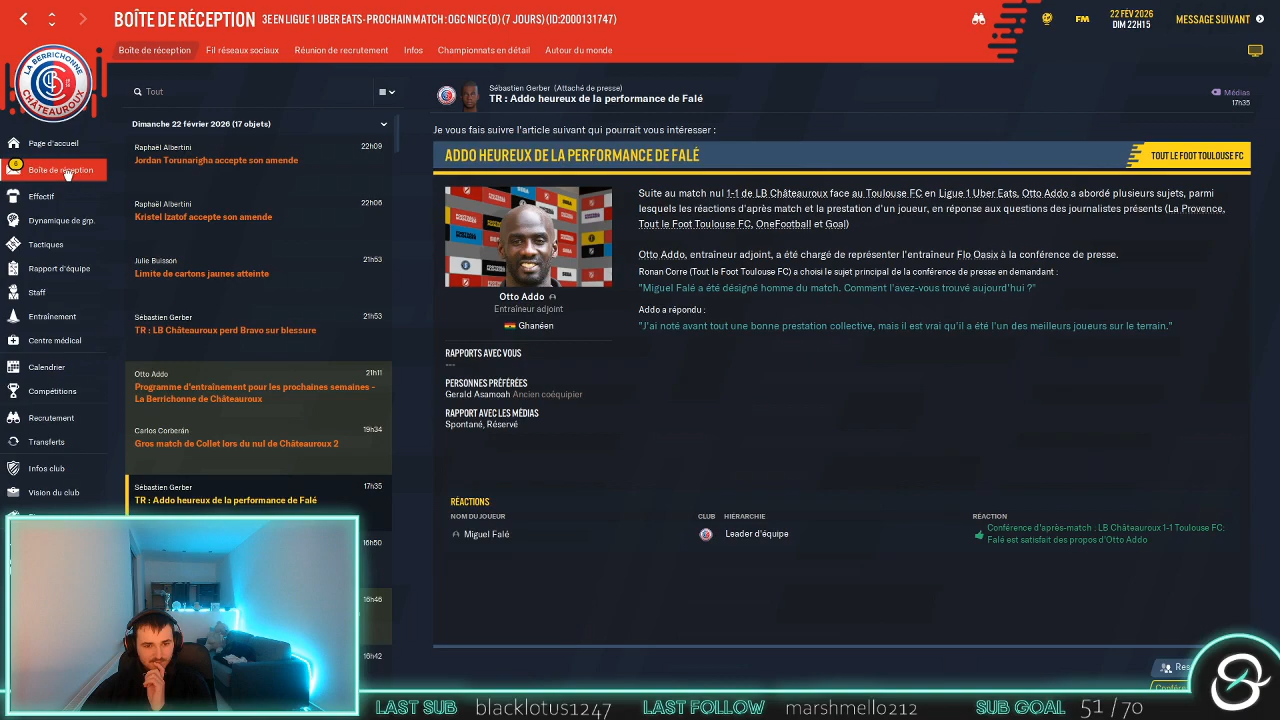 BOÎTE DE RÉCEPTION 3E EN LIGUE 1 UBER EATS - PROCHAIN MATCH : OGC NICE (D) (7 JOURS) (ID:2000131747)
22 FÉV 2026
DIM 22H15
MESSAGE SUIVANT
FM
Boîte de réception Fil réseaux sociaux Réunion de recrutement Infos Championnats en détail Autour du monde
LA BERRICHONNE
CHÂTEAUROUX
Page d'accueil
6
Boîte de réception
Effectif
Dynamique de grp.
Tactiques
Rapport d'équipe
Staff
Entraînement
Centre médical
Calendrier
Compétitions
Recrutement
Transferts
Infos club
Vision du club
Tout
Dimanche 22 février 2026 (17 objets)
Raphaël Albertini 22h09
Jordan Torunarigha accepte son amende
Raphaël Albertini 22h06
Kristel Izatof accepte son amende
Julie Buisson 21h53
Limite de cartons jaunes atteinte
Sébastien Gerber 21h53
TR : LB Châteauroux perd Bravo sur blessure
Otto Addo 21h11
Programme d'entraînement pour les prochaines semaines -
La Berrichonne de Châteauroux
Carlos Corberán 19h34
Gros match de Collet lors du nul de Châteauroux 2
Sébastien Gerber 17h35
TR : Addo heureux de la performance de Falé
16h50
16h46
16h42
Sébastien Gerber (Attaché de presse)
TR : Addo heureux de la performance de Falé
Médias
17h35
Je vous fais suivre l'article suivant qui pourrait vous intéresser :
ADDO HEUREUX DE LA PERFORMANCE DE FALÉ
TOUT LE FOOT TOULOUSE FC
Otto Addo
Entraîneur adjoint
Ghanéen
RAPPORTS AVEC VOUS
---
PERSONNES PRÉFÉRÉES
Gerald Asamoah Ancien coéquipier
RAPPORT AVEC LES MÉDIAS
Spontané, Réservé
Suite au match nul 1-1 de LB Châteauroux face au Toulouse FC en Ligue 1 Uber Eats, Otto Addo a abordé plusieurs sujets, parmi
lesquels les réactions d'après match et la prestation d'un joueur, en réponse aux questions des journalistes présents (La Provence,
Tout le Foot Toulouse FC, OneFootball et Goal)
Otto Addo, entraîneur adjoint, a été chargé de représenter l'entraîneur Flo Oasix à la conférence de presse.
Ronan Corre (Tout le Foot Toulouse FC) a choisi le sujet principal de la conférence de presse en demandant :
"Miguel Falé a été désigné homme du match. Comment l'avez-vous trouvé aujourd'hui ?"
Addo a répondu :
"J'ai noté avant tout une bonne prestation collective, mais il est vrai qu'il a été l'un des meilleurs joueurs sur le terrain."
RÉACTIONS
NOM DU JOUEUR CLUB HIÉRARCHIE RÉACTION
Miguel Falé Leader d'équipe
Conférence d'après-match : LB Châteauroux 1-1 Toulouse FC:
Falé est satisfait des propos d'Otto Addo
LAST SUB blacklotus1247 LAST FOLLOW marshmello212 SUB GOAL 51 / 70